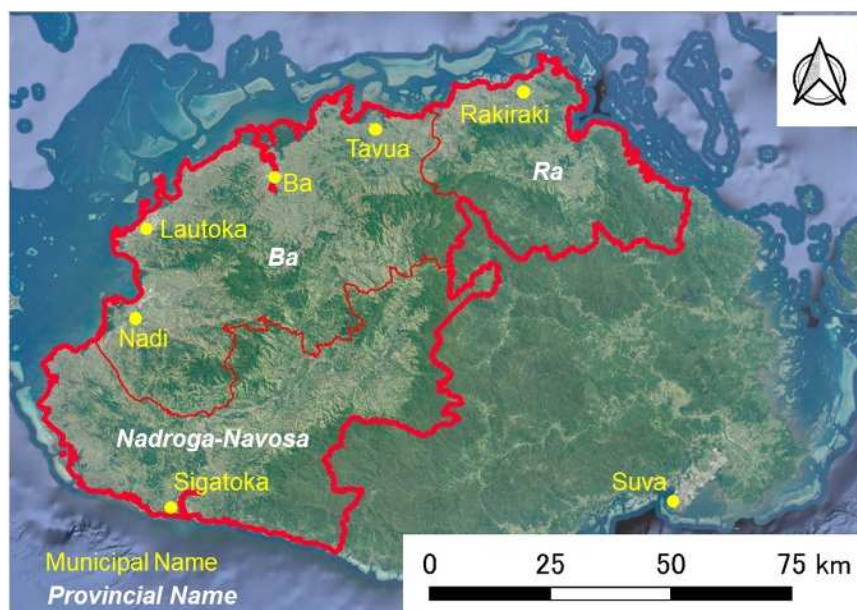 Rakiraki
Tavua
Ra
Ba
Lautoka
Ba
Nadi
Nadroga-Navosa
Sigatoka
Suva
Municipal Name
Provincial Name
0 25 50 75 km